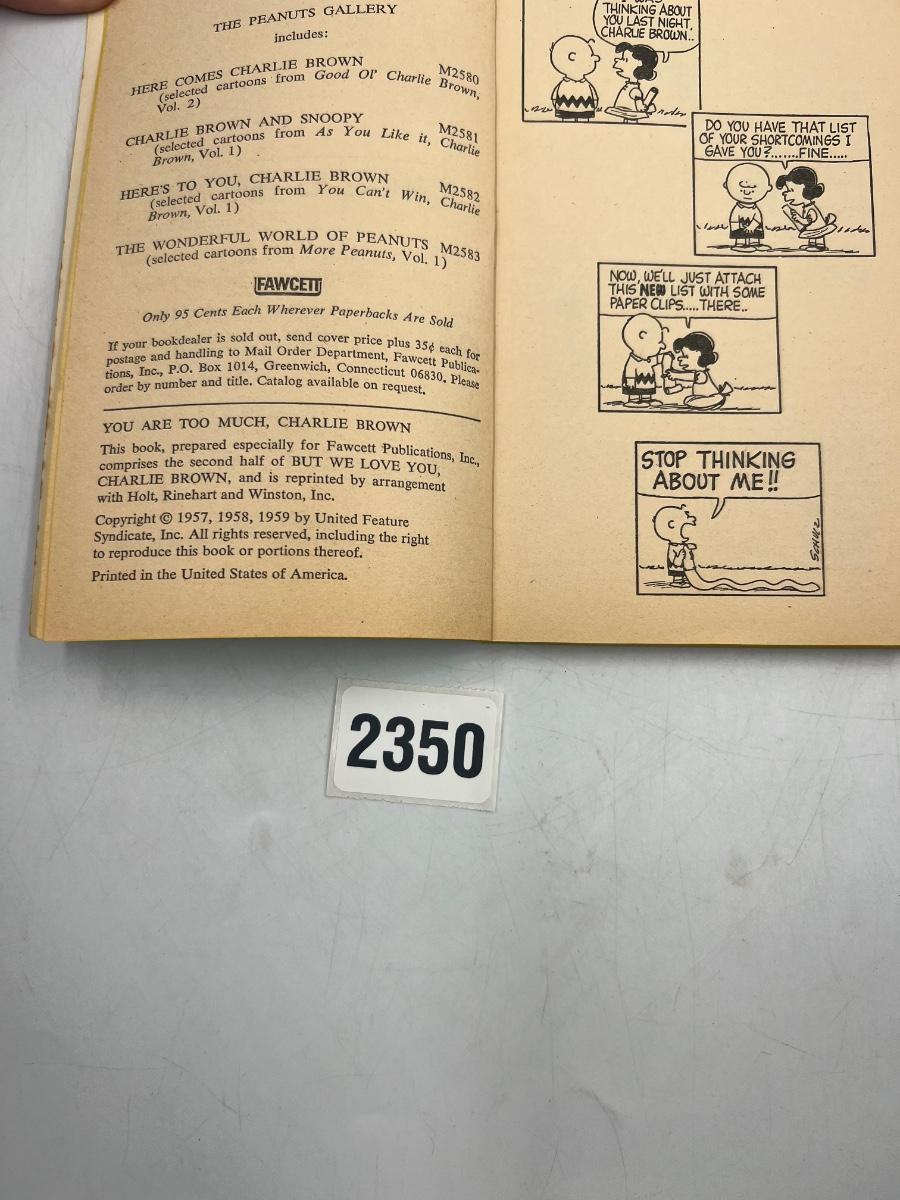 THE PEANUTS GALLERY
includes:
HERE COMES CHARLIE BROWN M2580
(selected cartoons from Good Ol' Charlie Brown,
Vol. 2)
CHARLIE BROWN AND SNOOPY M2581
(selected cartoons from As You Like it, Charlie
Brown, Vol. 1)
HERE'S TO YOU, CHARLIE BROWN M2582
(selected cartoons from You Can't Win, Charlie
Brown, Vol. 1)
THE WONDERFUL WORLD OF PEANUTS M2583
(selected cartoons from More Peanuts, Vol. 1)
FAWCETT
Only 95 Cents Each Wherever Paperbacks Are Sold
If your bookdealer is sold out, send cover price plus 35¢ each for
postage and handling to Mail Order Department, Fawcett Publica-
tions, Inc., P.O. Box 1014, Greenwich, Connecticut 06830. Please
order by number and title. Catalog available on request.
YOU ARE TOO MUCH, CHARLIE BROWN
This book, prepared especially for Fawcett Publications, Inc.,
comprises the second half of BUT WE LOVE YOU,
CHARLIE BROWN, and is reprinted by arrangement
with Holt, Rinehart and Winston, Inc.
Copyright © 1957, 1958, 1959 by United Feature
Syndicate, Inc. All rights reserved, including the right
to reproduce this book or portions thereof.
Printed in the United States of America.
I WAS
THINKING ABOUT
YOU LAST NIGHT,
CHARLIE BROWN..
DO YOU HAVE THAT LIST
OF YOUR SHORTCOMINGS I
GAVE YOU?.......FINE.....
NOW, WE'LL JUST ATTACH
THIS NEW LIST WITH SOME
PAPER CLIPS.....THERE..
STOP THINKING
ABOUT ME!!
SCHULZ
2350